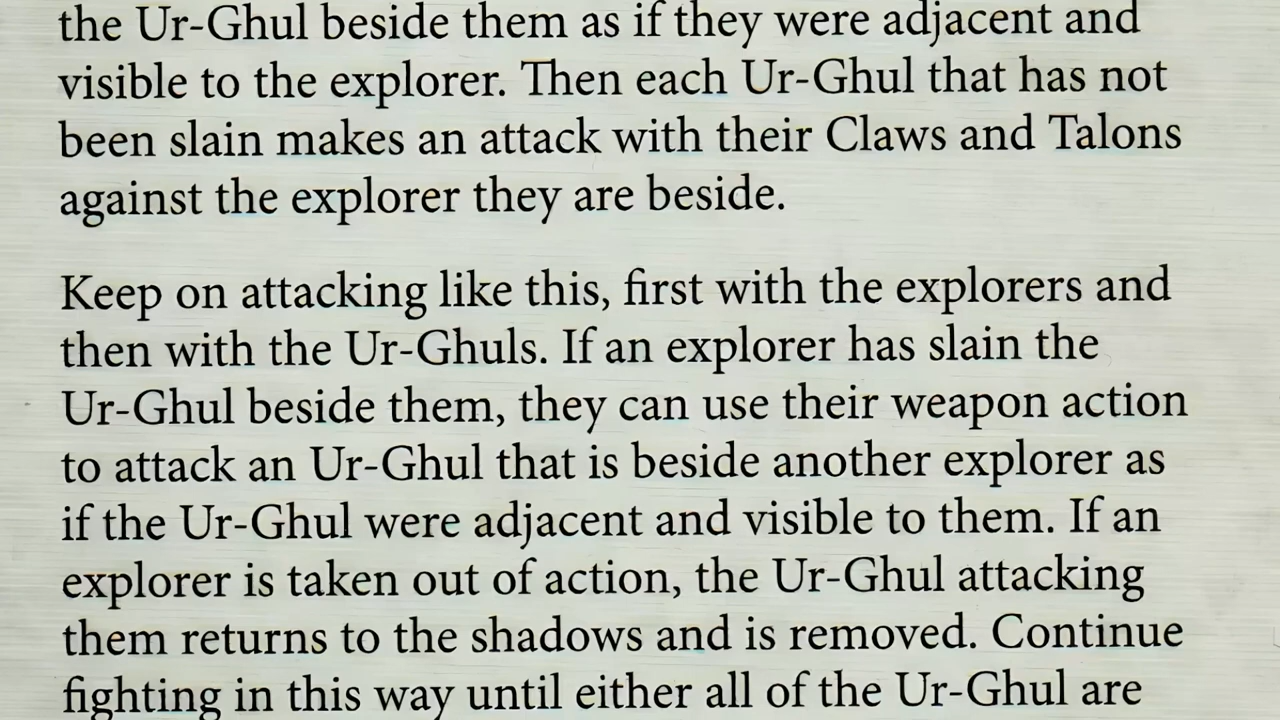 the Ur-Ghul beside them as if they were adjacent and
visible to the explorer. Then each Ur-Ghul that has not
been slain makes an attack with their Claws and Talons
against the explorer they are beside.
Keep on attacking like this, first with the explorers and
then with the Ur-Ghuls. If an explorer has slain the
Ur-Ghul beside them, they can use their weapon action
to attack an Ur-Ghul that is beside another explorer as
if the Ur-Ghul were adjacent and visible to them. If an
explorer is taken out of action, the Ur-Ghul attacking
them returns to the shadows and is removed. Continue
fighting in this way until either all of the Ur-Ghul are